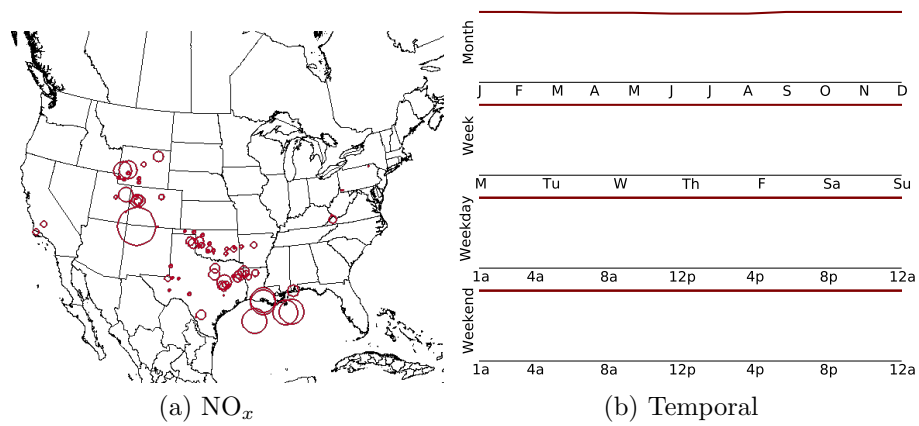 Month
J F M A M J J A S O N D
Week
M Tu W Th F Sa Su
Weekday
1a 4a 8a 12p 4p 8p 12a
Weekend
1a 4a 8a 12p 4p 8p 12a
(a) NOₓ
(b) Temporal